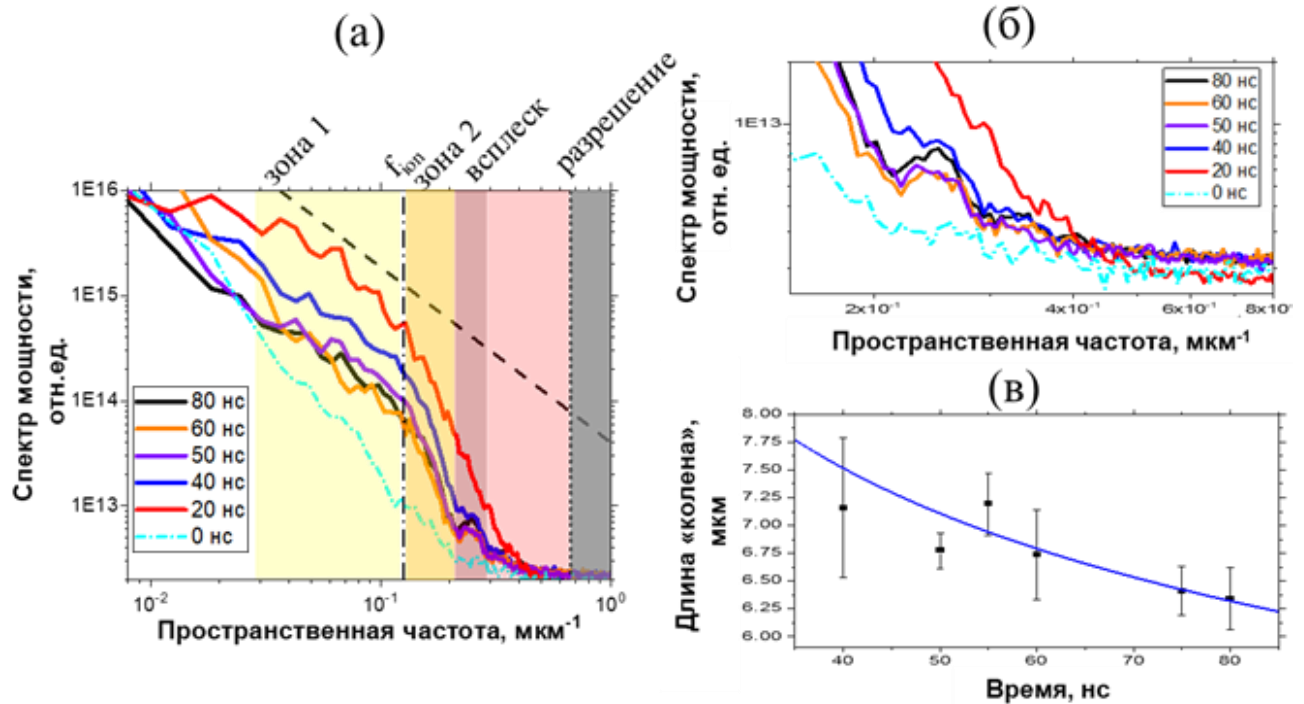 (а)
зона 1
f_ion
зона 2
всплеск
разрешение
Спектр мощности,
отн.ед.
1E16
1E15
1E14
1E13
80 нс
60 нс
50 нс
40 нс
20 нс
0 нс
10⁻²
10⁻¹
10⁰
Пространственная частота, мкм⁻¹
(б)
Спектр мощности,
отн. ед.
1E13
80 нс
60 нс
50 нс
40 нс
20 нс
0 нс
2x10⁻¹
4x10⁻¹
6x10⁻¹
8x10
Пространственная частота, мкм⁻¹
(в)
Длина «колена»,
мкм
8.00
7.75
7.50
7.25
7.00
6.75
6.50
6.25
6.00
40
50
60
70
80
Время, нс